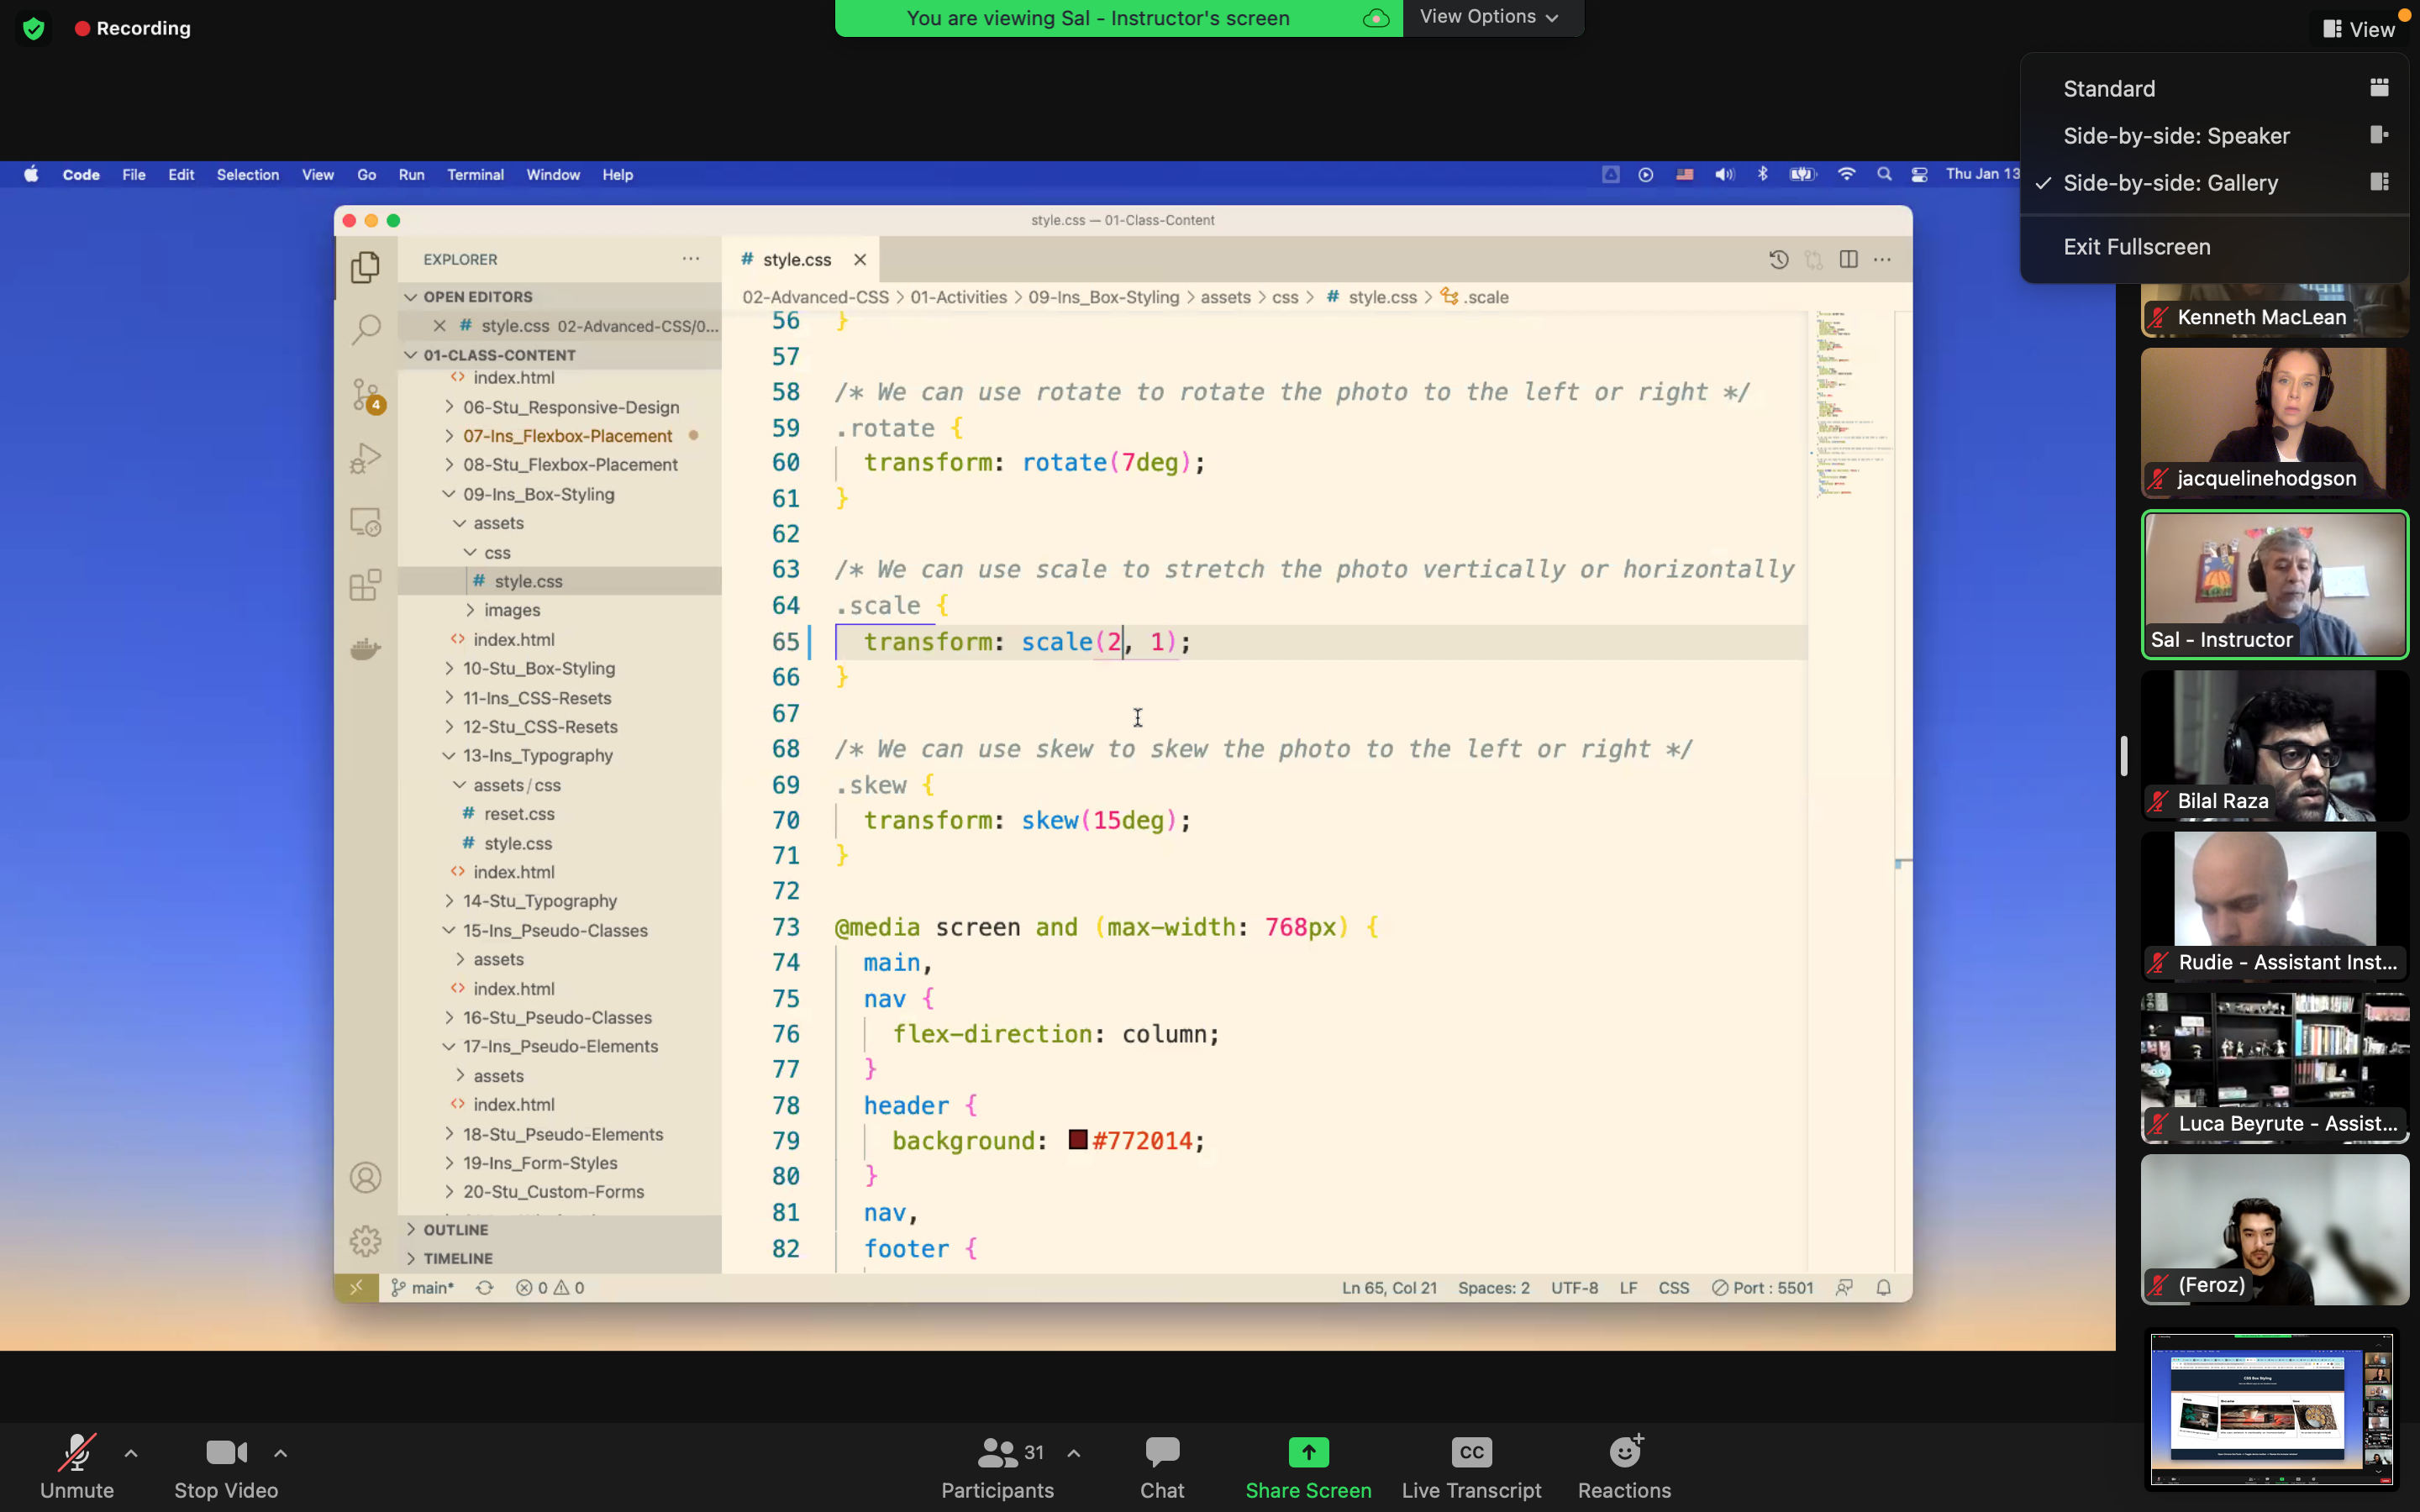 Recording
You are viewing Sal - Instructor's screen
View Options
View
Standard
Side-by-side: Speaker
Side-by-side: Gallery
Exit Fullscreen
Code File Edit Selection View Go Run Terminal Window Help
Thu Jan 13
style.css — 01-Class-Content
EXPLORER
OPEN EDITORS
style.css 02-Advanced-CSS/0...
01-CLASS-CONTENT
index.html
06-Stu_Responsive-Design
07-Ins_Flexbox-Placement
08-Stu_Flexbox-Placement
09-Ins_Box-Styling
assets
css
# style.css
images
index.html
10-Stu_Box-Styling
11-Ins_CSS-Resets
12-Stu_CSS-Resets
13-Ins_Typography
assets/css
# reset.css
# style.css
index.html
14-Stu_Typography
15-Ins_Pseudo-Classes
assets
index.html
16-Stu_Pseudo-Classes
17-Ins_Pseudo-Elements
assets
index.html
18-Stu_Pseudo-Elements
19-Ins_Form-Styles
20-Stu_Custom-Forms
OUTLINE
TIMELINE
4
# style.css
02-Advanced-CSS > 01-Activities > 09-Ins_Box-Styling > assets > css > # style.css > .scale
56 }
57
58 /* We can use rotate to rotate the photo to the left or right */
59 .rotate {
60 transform: rotate(7deg);
61 }
62
63 /* We can use scale to stretch the photo vertically or horizontally
64 .scale {
65 transform: scale(2, 1);
66 }
67
68 /* We can use skew to skew the photo to the left or right */
69 .skew {
70 transform: skew(15deg);
71 }
72
73 @media screen and (max-width: 768px) {
74 main,
75 nav {
76 flex-direction: column;
77 }
78 header {
79 background: #772014;
80 }
81 nav,
82 footer {
main* 0 0
Ln 65, Col 21 Spaces: 2 UTF-8 LF CSS Port : 5501
Kenneth MacLean
jacquelinehodgson
Sal - Instructor
Bilal Raza
Rudie - Assistant Inst...
Luca Beyrute - Assist...
(Feroz)
CSS Box Styling
Unmute
Stop Video
31
Participants
Chat
Share Screen
CC
Live Transcript
Reactions